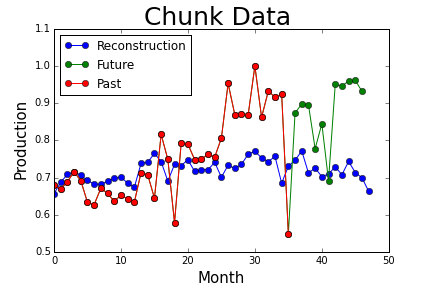 Chunk Data
1.1
1.0
0.9
0.8
0.7
0.6
0.5
Production
Reconstruction
Future
Past
0 10 20 30 40 50
Month